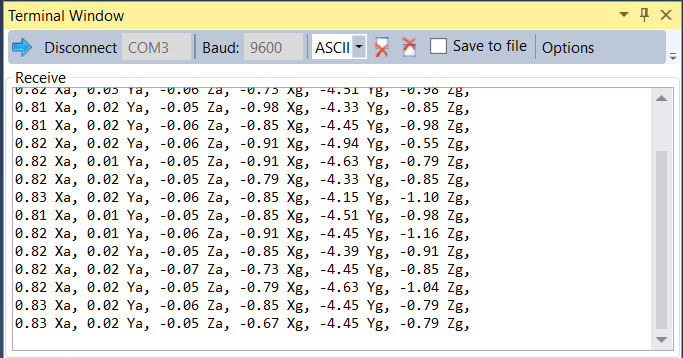 Terminal Window
Disconnect COM3 Baud: 9600 ASCII Save to file Options
Receive
0.82 Xa, 0.03 Ya, -0.06 Za, -0.73 Xg, -4.51 Yg, -0.98 Zg,
0.81 Xa, 0.02 Ya, -0.05 Za, -0.98 Xg, -4.33 Yg, -0.85 Zg,
0.81 Xa, 0.02 Ya, -0.06 Za, -0.85 Xg, -4.45 Yg, -0.98 Zg,
0.82 Xa, 0.02 Ya, -0.06 Za, -0.91 Xg, -4.94 Yg, -0.55 Zg,
0.82 Xa, 0.01 Ya, -0.05 Za, -0.91 Xg, -4.63 Yg, -0.79 Zg,
0.82 Xa, 0.02 Ya, -0.05 Za, -0.79 Xg, -4.33 Yg, -0.85 Zg,
0.83 Xa, 0.02 Ya, -0.06 Za, -0.85 Xg, -4.15 Yg, -1.10 Zg,
0.81 Xa, 0.01 Ya, -0.05 Za, -0.85 Xg, -4.51 Yg, -0.98 Zg,
0.82 Xa, 0.01 Ya, -0.06 Za, -0.91 Xg, -4.45 Yg, -1.16 Zg,
0.82 Xa, 0.02 Ya, -0.05 Za, -0.85 Xg, -4.39 Yg, -0.91 Zg,
0.82 Xa, 0.02 Ya, -0.07 Za, -0.73 Xg, -4.45 Yg, -0.85 Zg,
0.82 Xa, 0.02 Ya, -0.05 Za, -0.79 Xg, -4.63 Yg, -1.04 Zg,
0.83 Xa, 0.02 Ya, -0.06 Za, -0.85 Xg, -4.45 Yg, -0.79 Zg,
0.83 Xa, 0.02 Ya, -0.05 Za, -0.67 Xg, -4.45 Yg, -0.79 Zg,